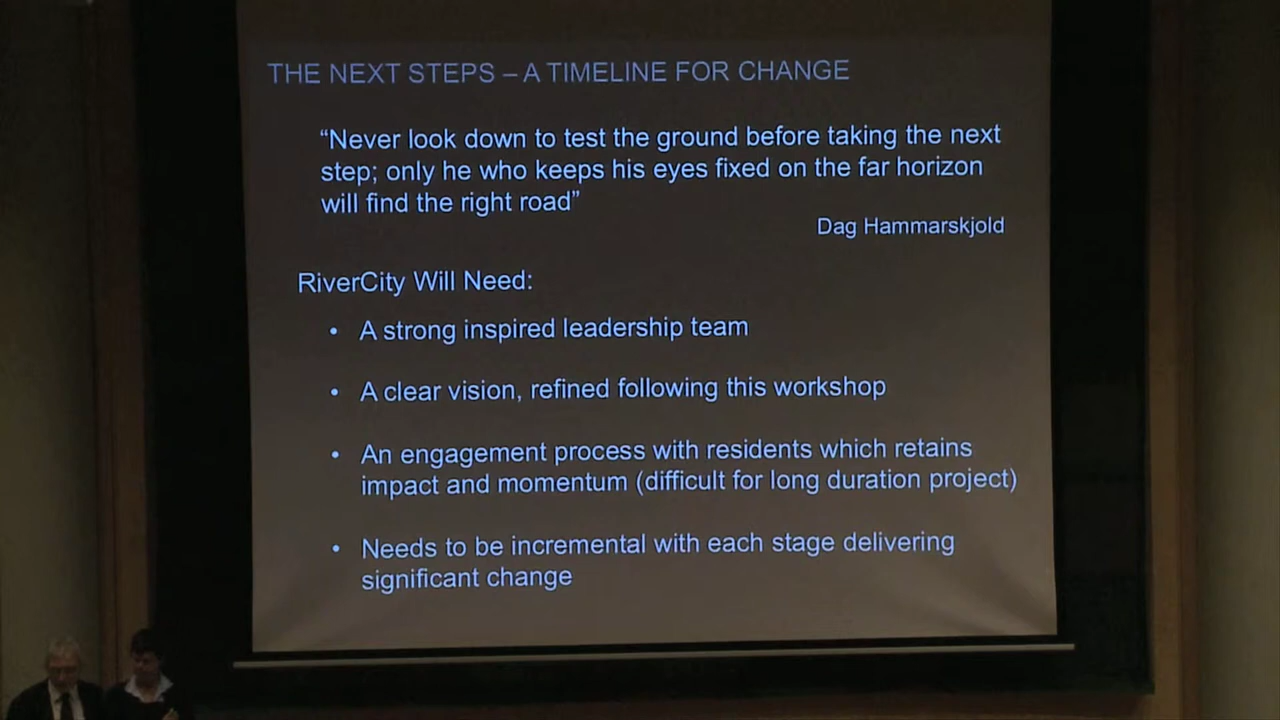 THE NEXT STEPS – A TIMELINE FOR CHANGE
“Never look down to test the ground before taking the next
step; only he who keeps his eyes fixed on the far horizon
will find the right road”
Dag Hammarskjold
RiverCity Will Need:
• A strong inspired leadership team
• A clear vision, refined following this workshop
• An engagement process with residents which retains
impact and momentum (difficult for long duration project)
• Needs to be incremental with each stage delivering
significant change